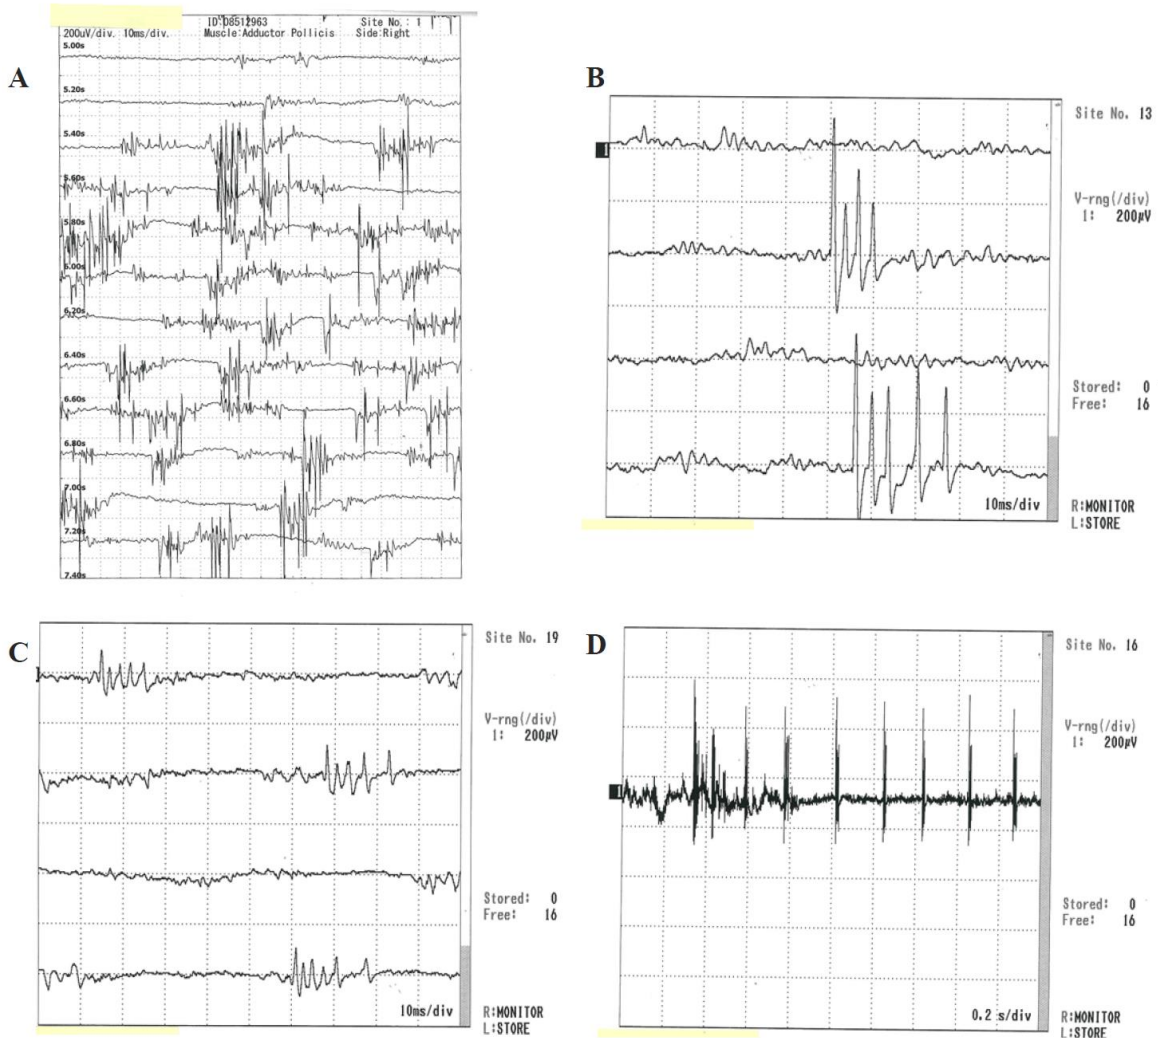 A
ID:08512963 Site No.: 1
200uV/div. 10ms/div. Muscle Adductor Pollicis Side:Right
5.00s
5.20s
5.40s
5.60s
5.80s
6.00s
6.20s
6.40s
6.60s
6.80s
7.00s
7.20s
7.40s
B
Site No. 13
V-rng(/div)
1: 200μV
Stored: 0
Free: 16
10ms/div
R:MONITOR
L:STORE
C
Site No. 19
V-rng(/div)
1: 200μV
Stored: 0
Free: 16
10ms/div
R:MONITOR
L:STORE
D
Site No. 16
V-rng(/div)
1: 200μV
Stored: 0
Free: 16
0.2 s/div
R:MONITOR
L:STORE